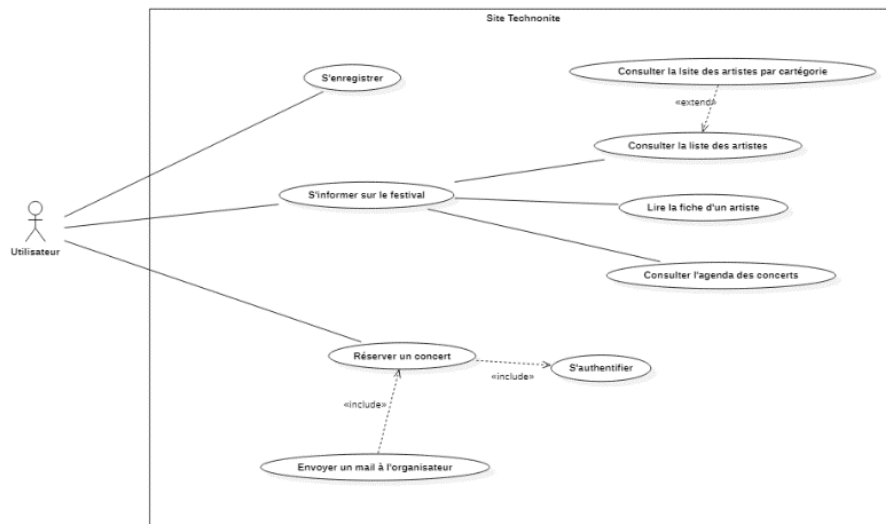 Site Technonite
S'enregistrer
Consulter la lsite des artistes par cartégorie
«extend»
Consulter la liste des artistes
S'informer sur le festival
Lire la fiche d'un artiste
Utilisateur
Consulter l'agenda des concerts
Réserver un concert
S'authentifier
«include»
«include»
Envoyer un mail à l'organisateur